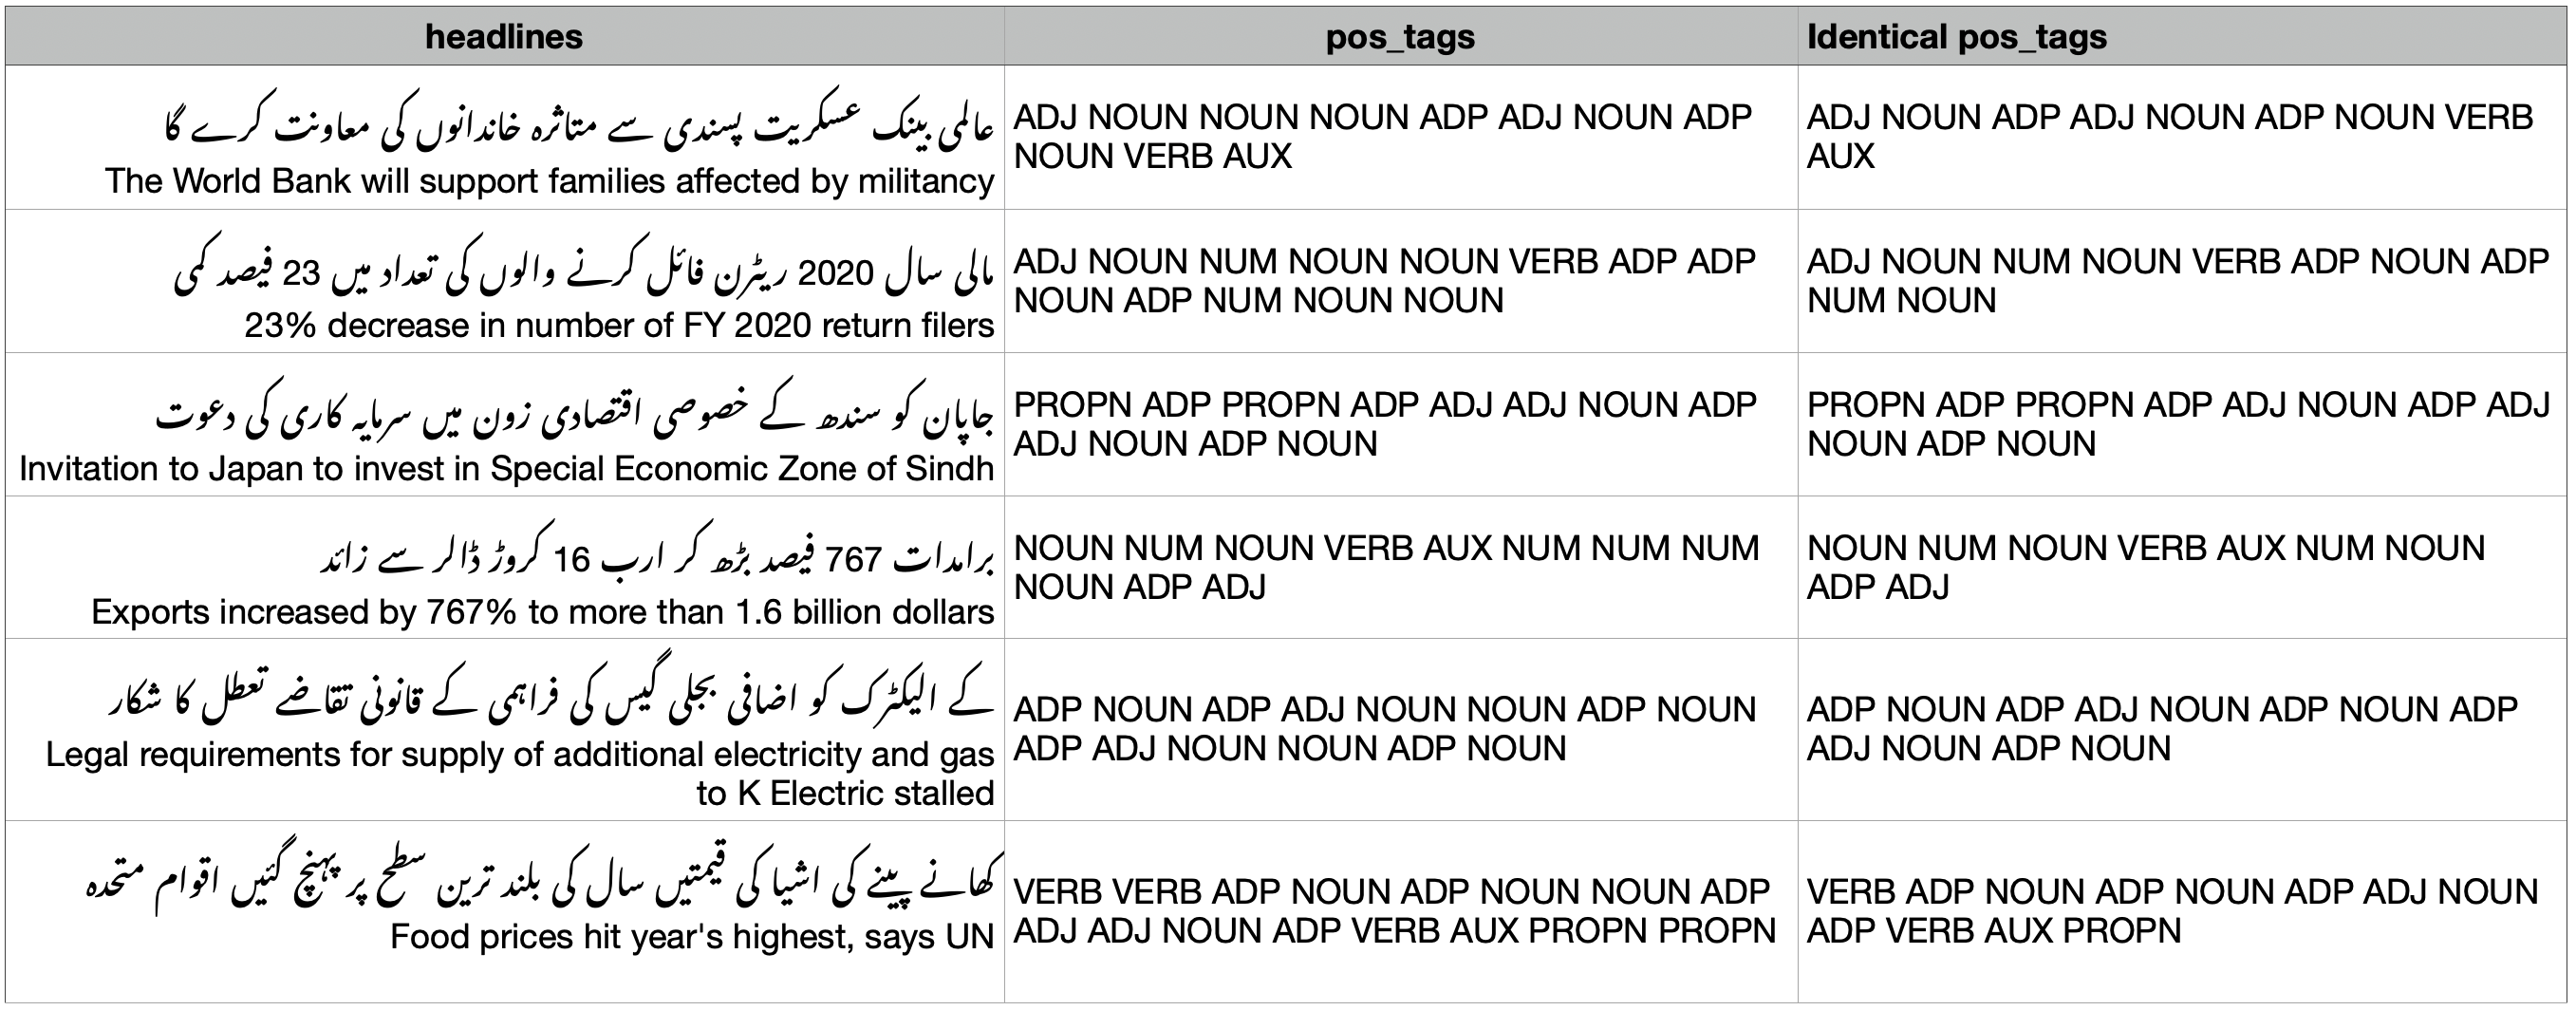 headlines
pos_tags
Identical pos_tags
عالمی بینک عسکریت پسندی سے متاثرہ خاندانوں کی معاونت کرے گا
The World Bank will support families affected by militancy
ADJ NOUN NOUN NOUN ADP ADJ NOUN ADP
NOUN VERB AUX
ADJ NOUN ADP ADJ NOUN ADP NOUN VERB
AUX
مالی سال 2020 ریٹرن فائل کرنے والوں کی تعداد میں 23 فیصد کمی
23% decrease in number of FY 2020 return filers
ADJ NOUN NUM NOUN NOUN VERB ADP ADP
NOUN ADP NUM NOUN NOUN
ADJ NOUN NUM NOUN VERB ADP NOUN ADP
NUM NOUN
جاپان کو سندھ کے خصوصی اقتصادی زون میں سرمایہ کاری کی دعوت
Invitation to Japan to invest in Special Economic Zone of Sindh
PROPN ADP PROPN ADP ADJ ADJ NOUN ADP
ADJ NOUN ADP NOUN
PROPN ADP PROPN ADP ADJ NOUN ADP ADJ
NOUN ADP NOUN
برامدات 767 فیصد بڑھ کر ارب 16 کروڑ ڈالر سے زائد
Exports increased by 767% to more than 1.6 billion dollars
NOUN NUM NOUN VERB AUX NUM NUM NUM
NOUN ADP ADJ
NOUN NUM NOUN VERB AUX NUM NOUN
ADP ADJ
کے الیکٹرک کو اضافی بجلی گیس کی فراہمی کے قانونی تقاضے تعطل کا شکار
Legal requirements for supply of additional electricity and gas
to K Electric stalled
ADP NOUN ADP ADJ NOUN NOUN ADP NOUN
ADP ADJ NOUN NOUN ADP NOUN
ADP NOUN ADP ADJ NOUN ADP NOUN ADP
ADJ NOUN ADP NOUN
کھانے پینے کی اشیا کی قیمتیں سال کی بلند ترین سطح پر پہنچ گئیں اقوام متحدہ
Food prices hit year's highest, says UN
VERB VERB ADP NOUN ADP NOUN NOUN ADP
ADJ ADJ NOUN ADP VERB AUX PROPN PROPN
VERB ADP NOUN ADP NOUN ADP ADJ NOUN
ADP VERB AUX PROPN